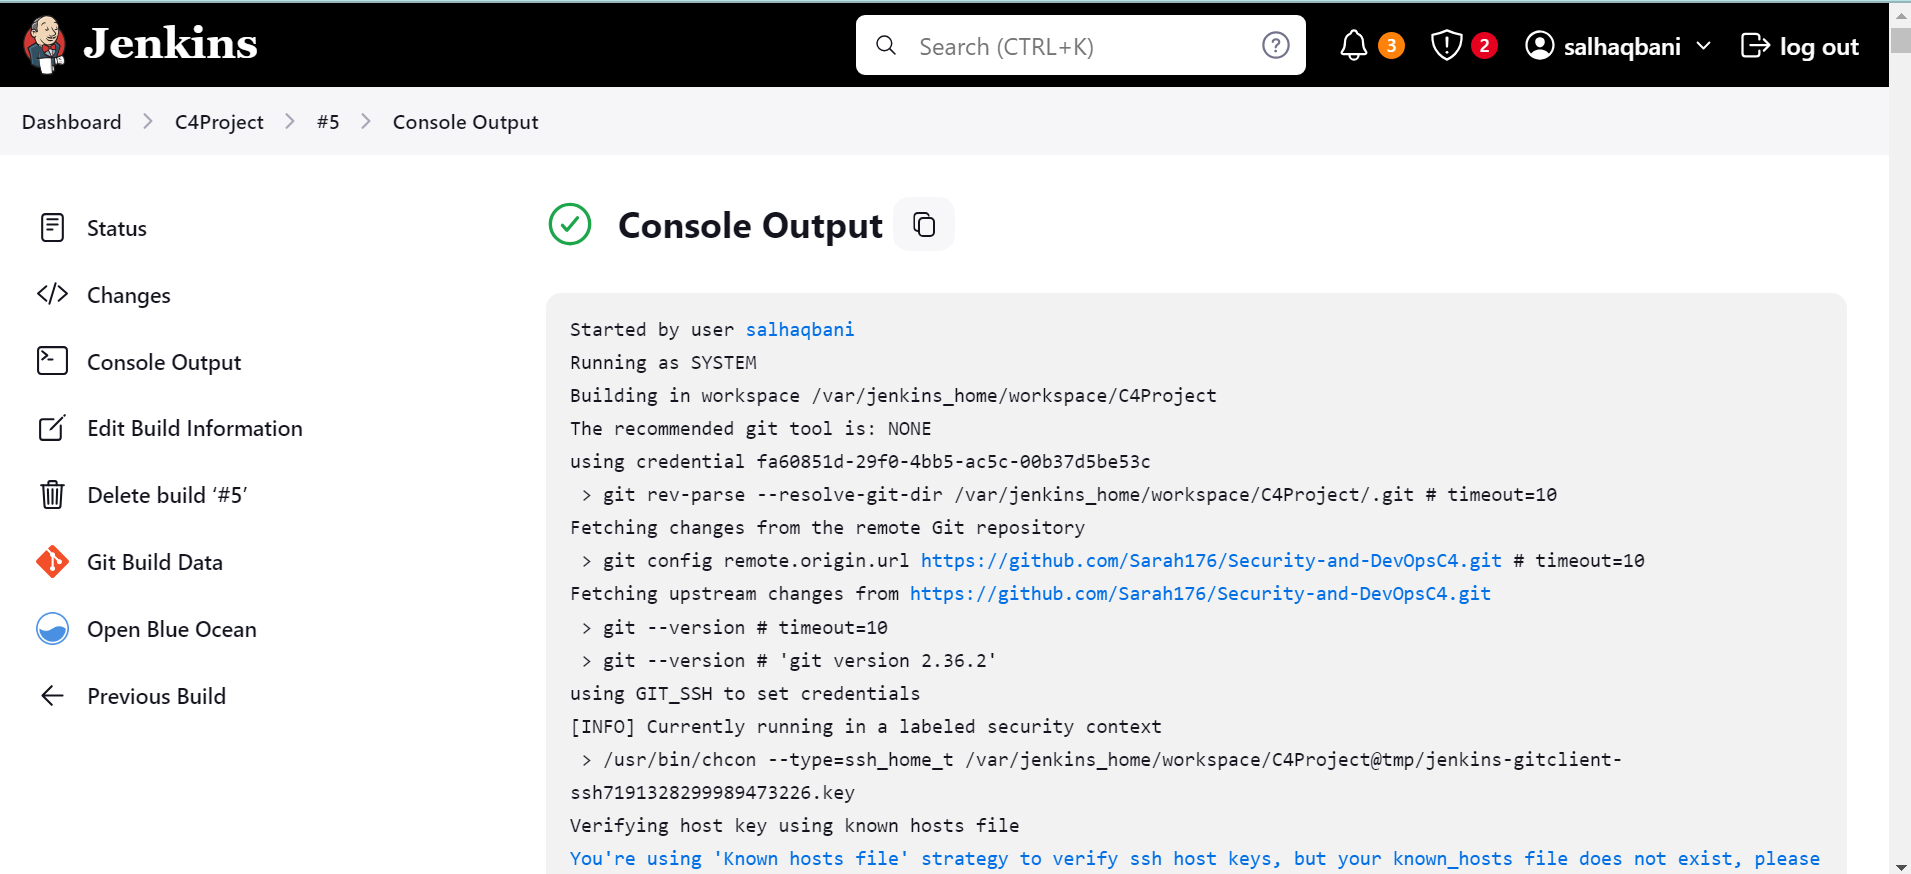 Jenkins
Search (CTRL+K)
3
2
salhaqbani
log out
Dashboard
C4Project
#5
Console Output
Status
Changes
Console Output
Edit Build Information
Delete build ‘#5’
Git Build Data
Open Blue Ocean
Previous Build
Console Output
Started by user salhaqbani
Running as SYSTEM
Building in workspace /var/jenkins_home/workspace/C4Project
The recommended git tool is: NONE
using credential fa60851d-29f0-4bb5-ac5c-00b37d5be53c
> git rev-parse --resolve-git-dir /var/jenkins_home/workspace/C4Project/.git # timeout=10
Fetching changes from the remote Git repository
> git config remote.origin.url https://github.com/Sarah176/Security-and-DevOpsC4.git # timeout=10
Fetching upstream changes from https://github.com/Sarah176/Security-and-DevOpsC4.git
> git --version # timeout=10
> git --version # 'git version 2.36.2'
using GIT_SSH to set credentials
[INFO] Currently running in a labeled security context
> /usr/bin/chcon --type=ssh_home_t /var/jenkins_home/workspace/C4Project@tmp/jenkins-gitclient-
ssh7191328299989473226.key
Verifying host key using known hosts file
You're using 'Known hosts file' strategy to verify ssh host keys, but your known_hosts file does not exist, please